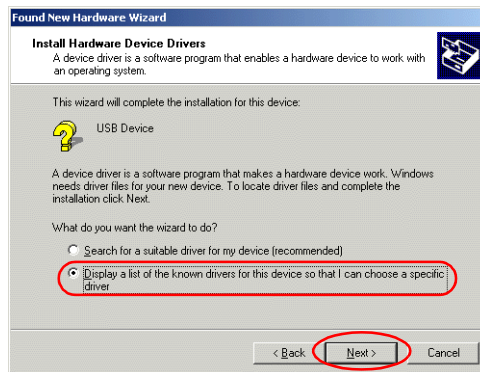 Found New Hardware Wizard
Install Hardware Device Drivers
A device driver is a software program that enables a hardware device to work with
an operating system.
This wizard will complete the installation for this device:
USB Device
A device driver is a software program that makes a hardware device work. Windows
needs driver files for your new device. To locate driver files and complete the
installation click Next.
What do you want the wizard to do?
Search for a suitable driver for my device (recommended)
Display a list of the known drivers for this device so that I can choose a specific
driver
< Back Next > Cancel